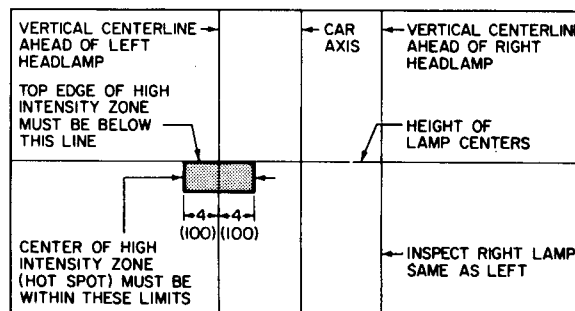 VERTICAL CENTERLINE
AHEAD OF LEFT
HEADLAMP
CAR
AXIS
VERTICAL CENTERLINE
AHEAD OF RIGHT
HEADLAMP
TOP EDGE OF HIGH
INTENSITY ZONE
MUST BE BELOW
THIS LINE
HEIGHT OF
LAMP CENTERS
4 4
(100) (100)
CENTER OF HIGH
INTENSITY ZONE
(HOT SPOT) MUST BE
WITHIN THESE LIMITS
INSPECT RIGHT LAMP
SAME AS LEFT